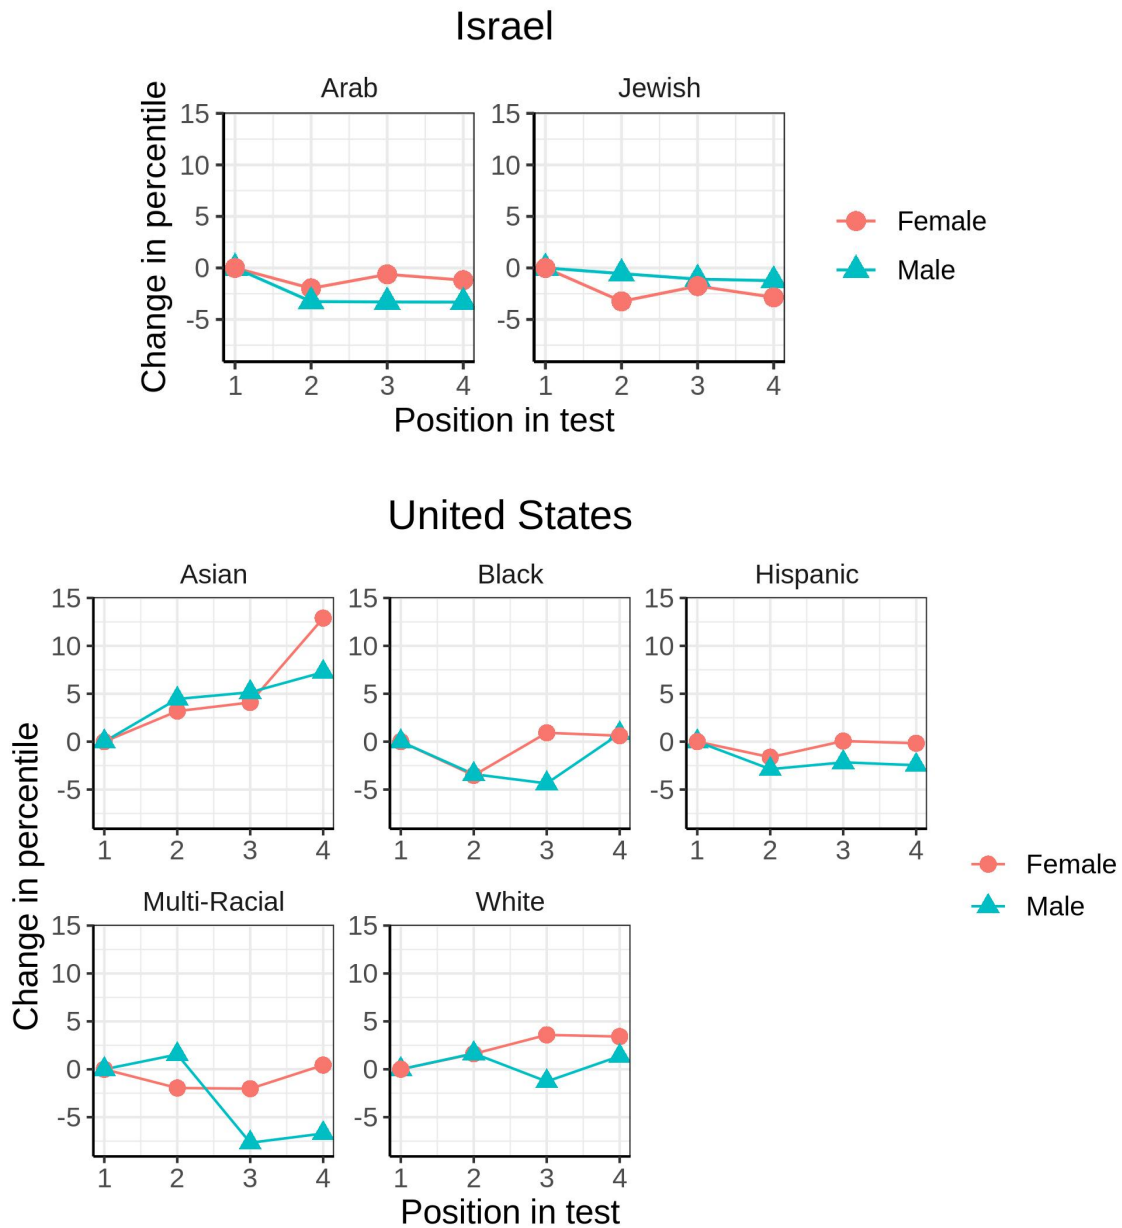 Israel
Arab
Jewish
Change in percentile
15
10
5
0
-5
15
10
5
0
-5
1 2 3 4
1 2 3 4
Position in test
Female
Male
United States
Asian
Black
Hispanic
Change in percentile
15
10
5
0
-5
15
10
5
0
-5
15
10
5
0
-5
1 2 3 4
1 2 3 4
1 2 3 4
Female
Male
Multi-Racial
White
15
10
5
0
-5
15
10
5
0
-5
1 2 3 4
1 2 3 4
Position in test